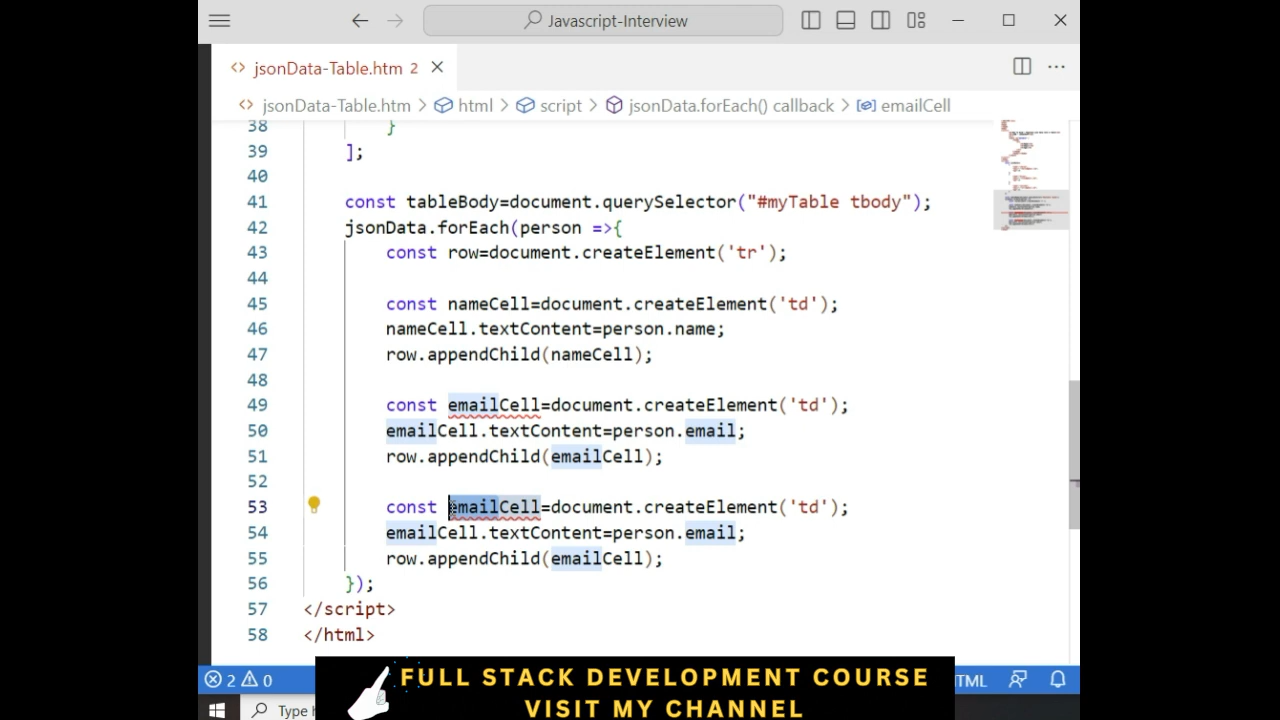 Javascript-Interview
jsonData-Table.htm 2
jsonData-Table.htm > html > script > jsonData.forEach() callback > emailCell
38 }
39 ];
40
41 const tableBody=document.querySelector("#myTable tbody");
42 jsonData.forEach(person =>{
43 const row=document.createElement('tr');
44
45 const nameCell=document.createElement('td');
46 nameCell.textContent=person.name;
47 row.appendChild(nameCell);
48
49 const emailCell=document.createElement('td');
50 emailCell.textContent=person.email;
51 row.appendChild(emailCell);
52
53 const emailCell=document.createElement('td');
54 emailCell.textContent=person.email;
55 row.appendChild(emailCell);
56 });
57 </script>
58 </html>
2 0
FULL STACK DEVELOPMENT COURSE
VISIT MY CHANNEL
TML
Type